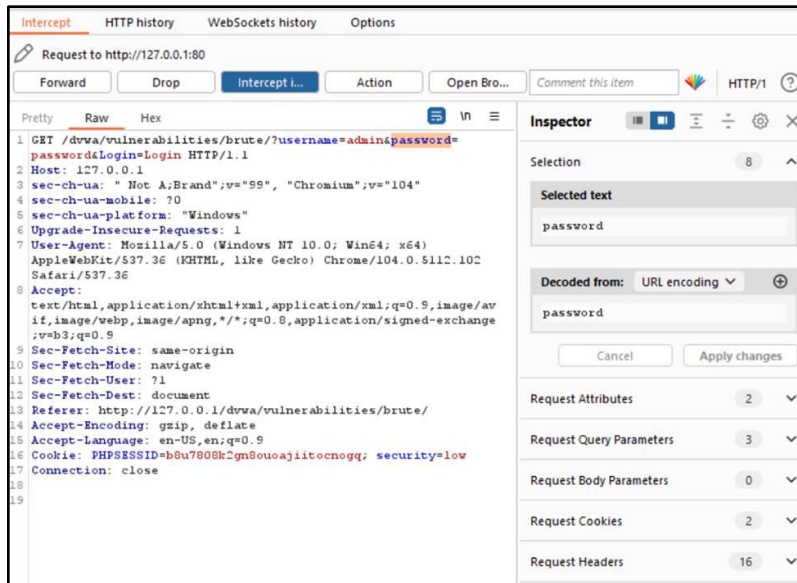 Intercept HTTP history WebSockets history Options
Request to http://127.0.0.1:80
Forward Drop Intercept i... Action Open Bro... Comment this item HTTP/1 ?
Pretty Raw Hex \n
1 GET /dvwa/vulnerabilities/brute/?username=admin&password=
password&Login=Login HTTP/1.1
2 Host: 127.0.0.1
3 sec-ch-ua: " Not A;Brand";v="99", "Chromium";v="104"
4 sec-ch-ua-mobile: ?0
5 sec-ch-ua-platform: "Windows"
6 Upgrade-Insecure-Requests: 1
7 User-Agent: Mozilla/5.0 (Windows NT 10.0; Win64; x64)
AppleWebKit/537.36 (KHTML, like Gecko) Chrome/104.0.5112.102
Safari/537.36
8 Accept:
text/html,application/xhtml+xml,application/xml;q=0.9,image/av
if,image/webp,image/apng,*/*;q=0.8,application/signed-exchange
;v=b3;q=0.9
9 Sec-Fetch-Site: same-origin
10 Sec-Fetch-Mode: navigate
11 Sec-Fetch-User: ?1
12 Sec-Fetch-Dest: document
13 Referer: http://127.0.0.1/dvwa/vulnerabilities/brute/
14 Accept-Encoding: gzip, deflate
15 Accept-Language: en-US,en;q=0.9
16 Cookie: PHPSESSID=b8u7808k2gn8ouoajiitocnogq; security=low
17 Connection: close
18
19
Inspector
Selection 8
Selected text
password
Decoded from: URL encoding
password
Cancel Apply changes
Request Attributes 2
Request Query Parameters 3
Request Body Parameters 0
Request Cookies 2
Request Headers 16